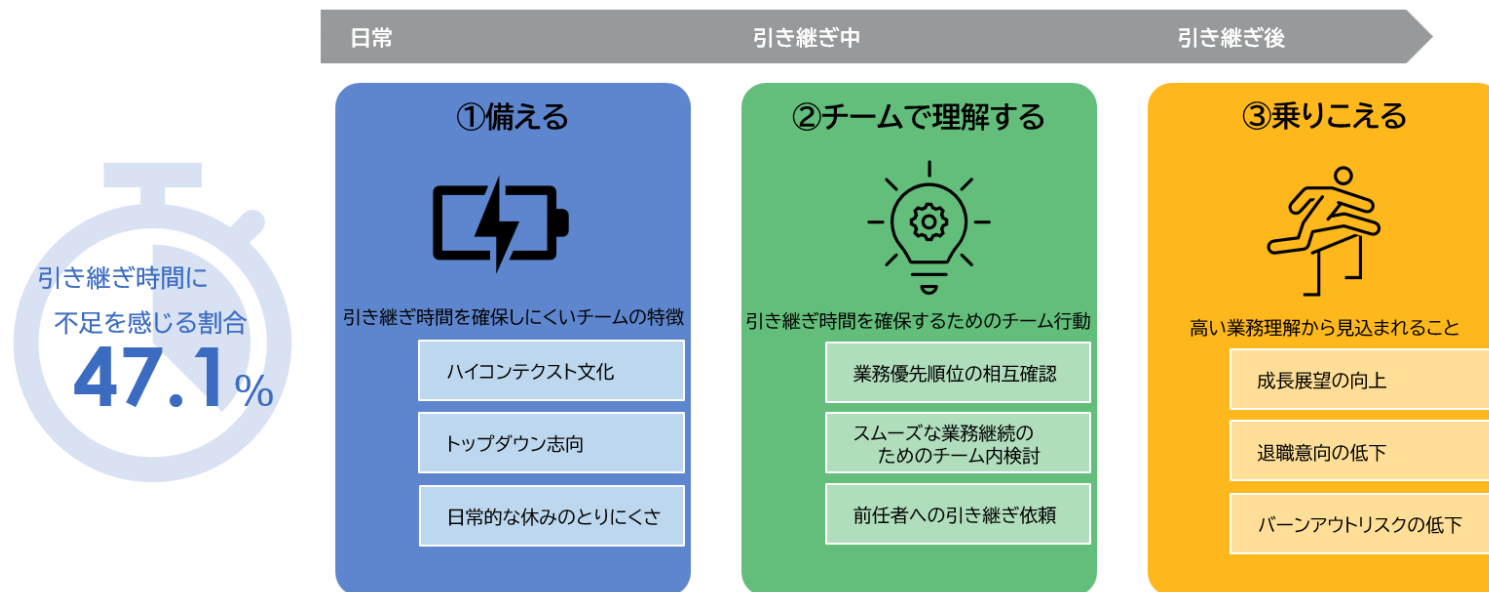 日常
引き継ぎ中
引き継ぎ後
引き継ぎ時間に
不足を感じる割合
47.1%
①備える
引き継ぎ時間を確保しにくいチームの特徴
ハイコンテクスト文化
トップダウン志向
日常的な休みのとりにくさ
②チームで理解する
引き継ぎ時間を確保するためのチーム行動
業務優先順位の相互確認
スムーズな業務継続の
ためのチーム内検討
前任者への引き継ぎ依頼
③乗りこえる
高い業務理解から見込まれること
成長展望の向上
退職意向の低下
バーンアウトリスクの低下